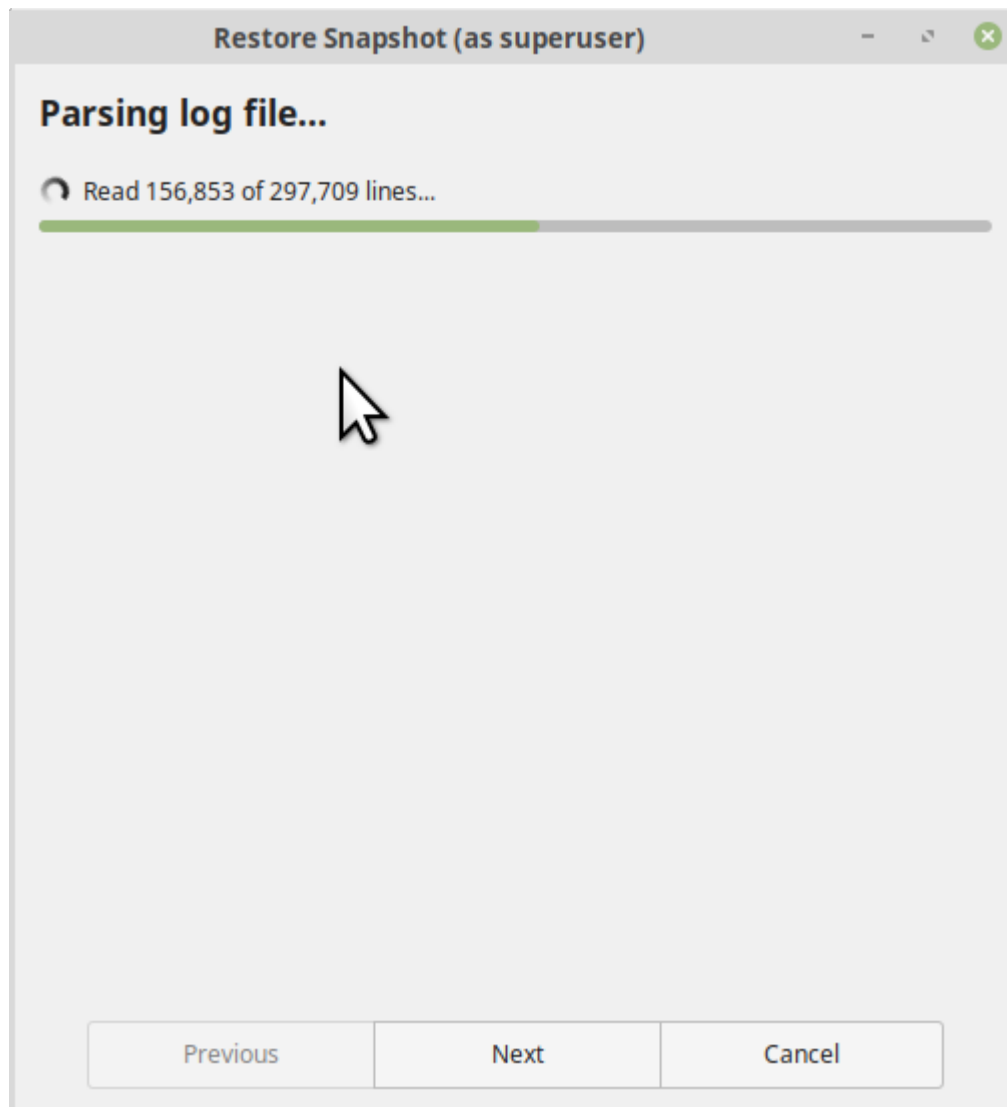 Restore Snapshot (as superuser)
Parsing log file...
Read 156,853 of 297,709 lines...
Previous
Next
Cancel